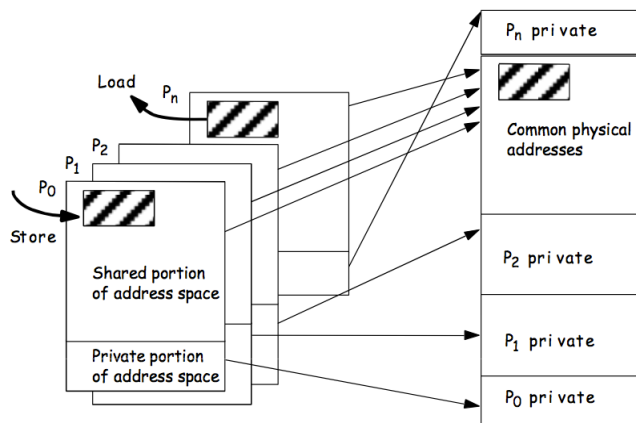 Load
Pn
P2
P1
P0
Store
Shared portion
of address space
Private portion
of address space
Pn private
Common physical
addresses
P2 private
P1 private
P0 private